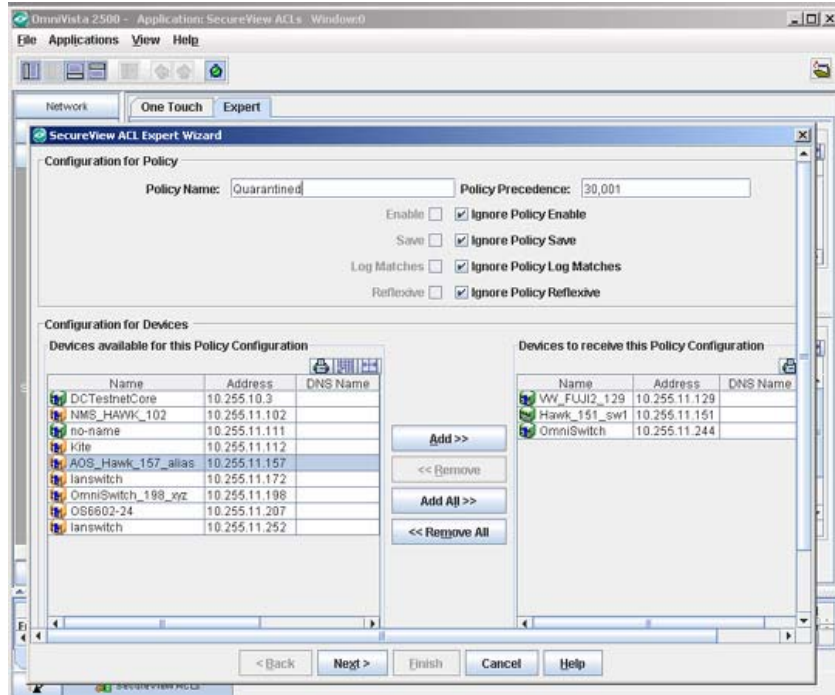 OmniVista 2500 - Application: SecureView ACLs Window:0
File Applications View Help
Network One Touch Expert
SecureView ACL Expert Wizard
Configuration for Policy
Policy Name: Quarantined Policy Precedence: 30,001
Enable Ignore Policy Enable
Save Ignore Policy Save
Log Matches Ignore Policy Log Matches
Reflexive Ignore Policy Reflexive
Configuration for Devices
Devices available for this Policy Configuration
Name Address DNS Name
DCTestnetCore 10.255.10.3
NMS_HAWK_102 10.255.11.102
no-name 10.255.11.111
Kite 10.255.11.112
AOS_Hawk_157_alias 10.255.11.157
lanswitch 10.255.11.172
OmniSwitch_198_xyz 10.255.11.198
OS6602-24 10.255.11.207
lanswitch 10.255.11.252
Add >>
<< Remove
Add All >>
<< Remove All
Devices to receive this Policy Configuration
Name Address DNS Name
VW_FUJI2_129 10.255.11.129
Hawk_151_sw1 10.255.11.151
OmniSwitch 10.255.11.244
< Back Next > Finish Cancel Help
SecureView ACLs